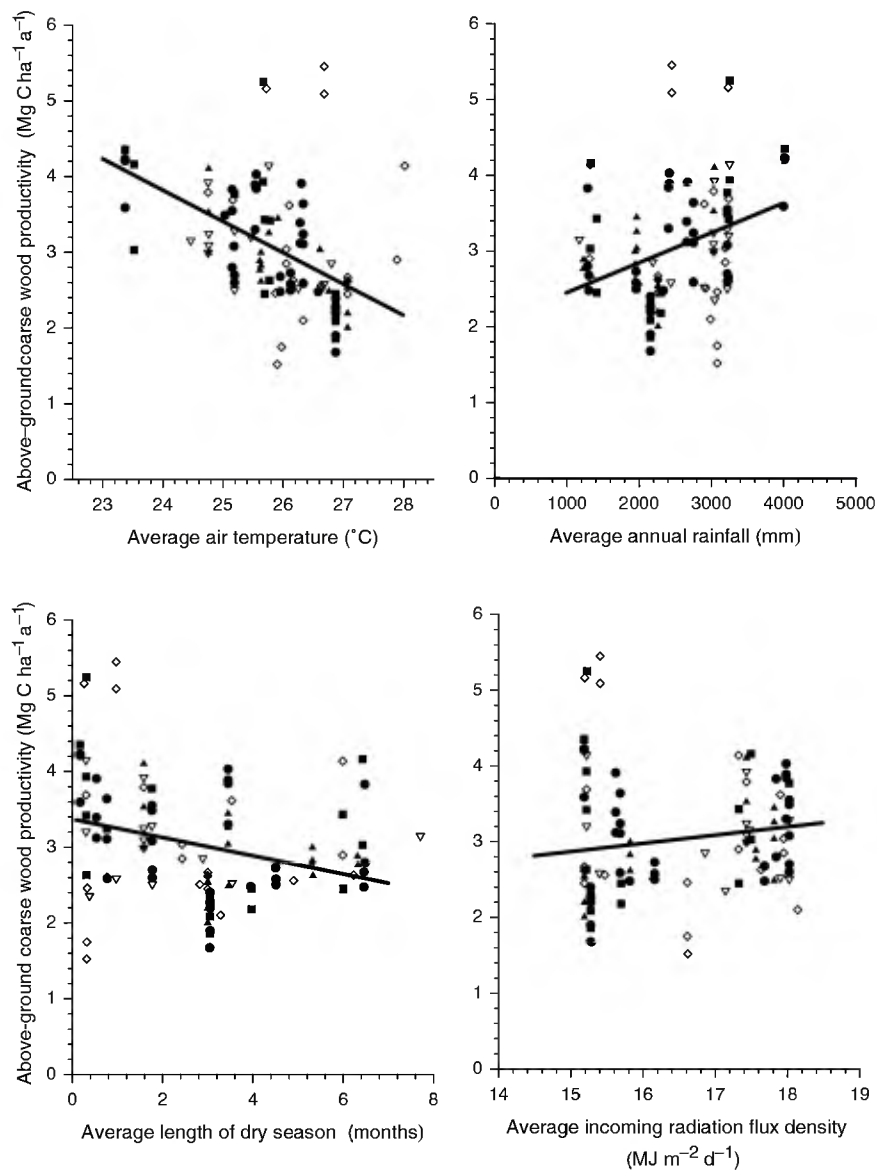 Above–ground coarse wood productivity (Mg C ha−1 a−1)
6
5
4
3
2
1
0
23 24 25 26 27 28
Average air temperature (˚C)
6
5
4
3
2
1
0
0 1000 2000 3000 4000 5000
Average annual rainfall (mm)
Above-ground coarse wood productivity (Mg C ha−1 a−1)
6
5
4
3
2
1
0
0 2 4 6 8
Average length of dry season (months)
6
5
4
3
2
1
0
14 15 16 17 18 19
Average incoming radiation flux density
(MJ m−2 d−1)